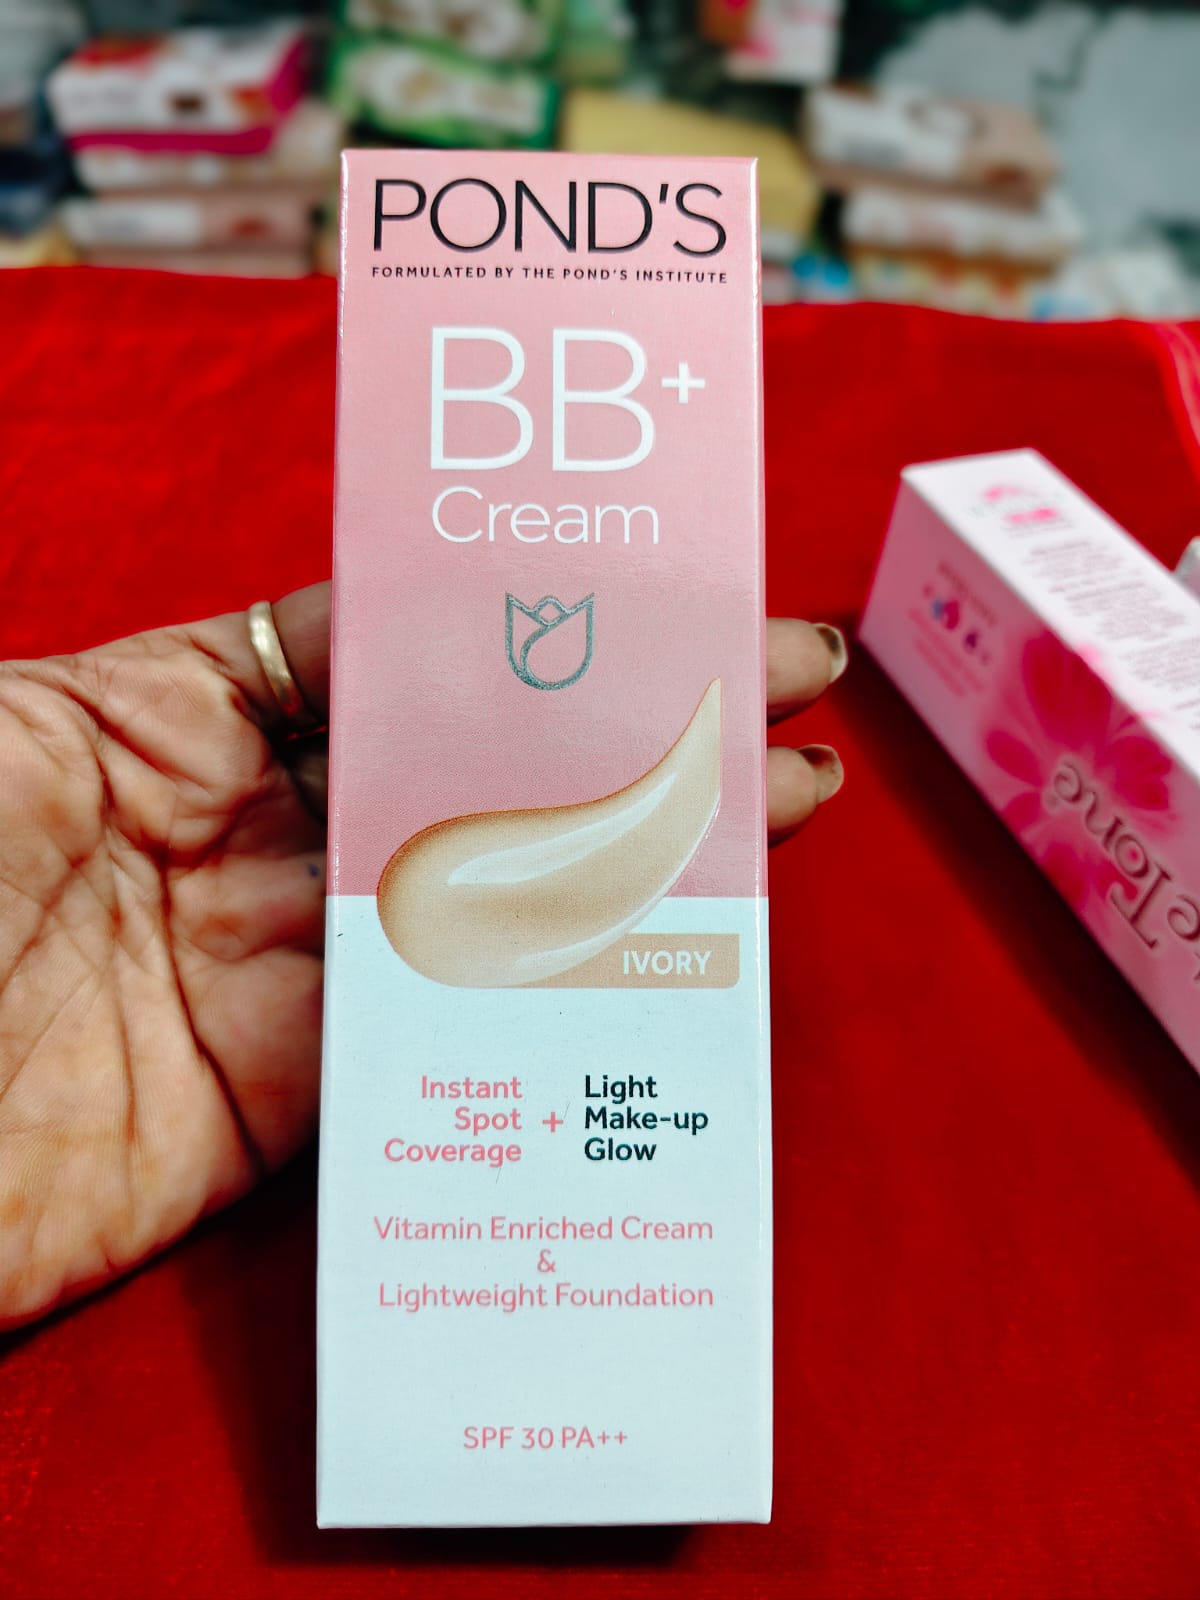 POND'S
FORMULATED BY THE POND'S INSTITUTE
BB+
Cream
IVORY
Instant
Spot
Coverage
+
Light
Make-up
Glow
Vitamin Enriched Cream
&
Lightweight Foundation
SPF 30 PA++
eTone